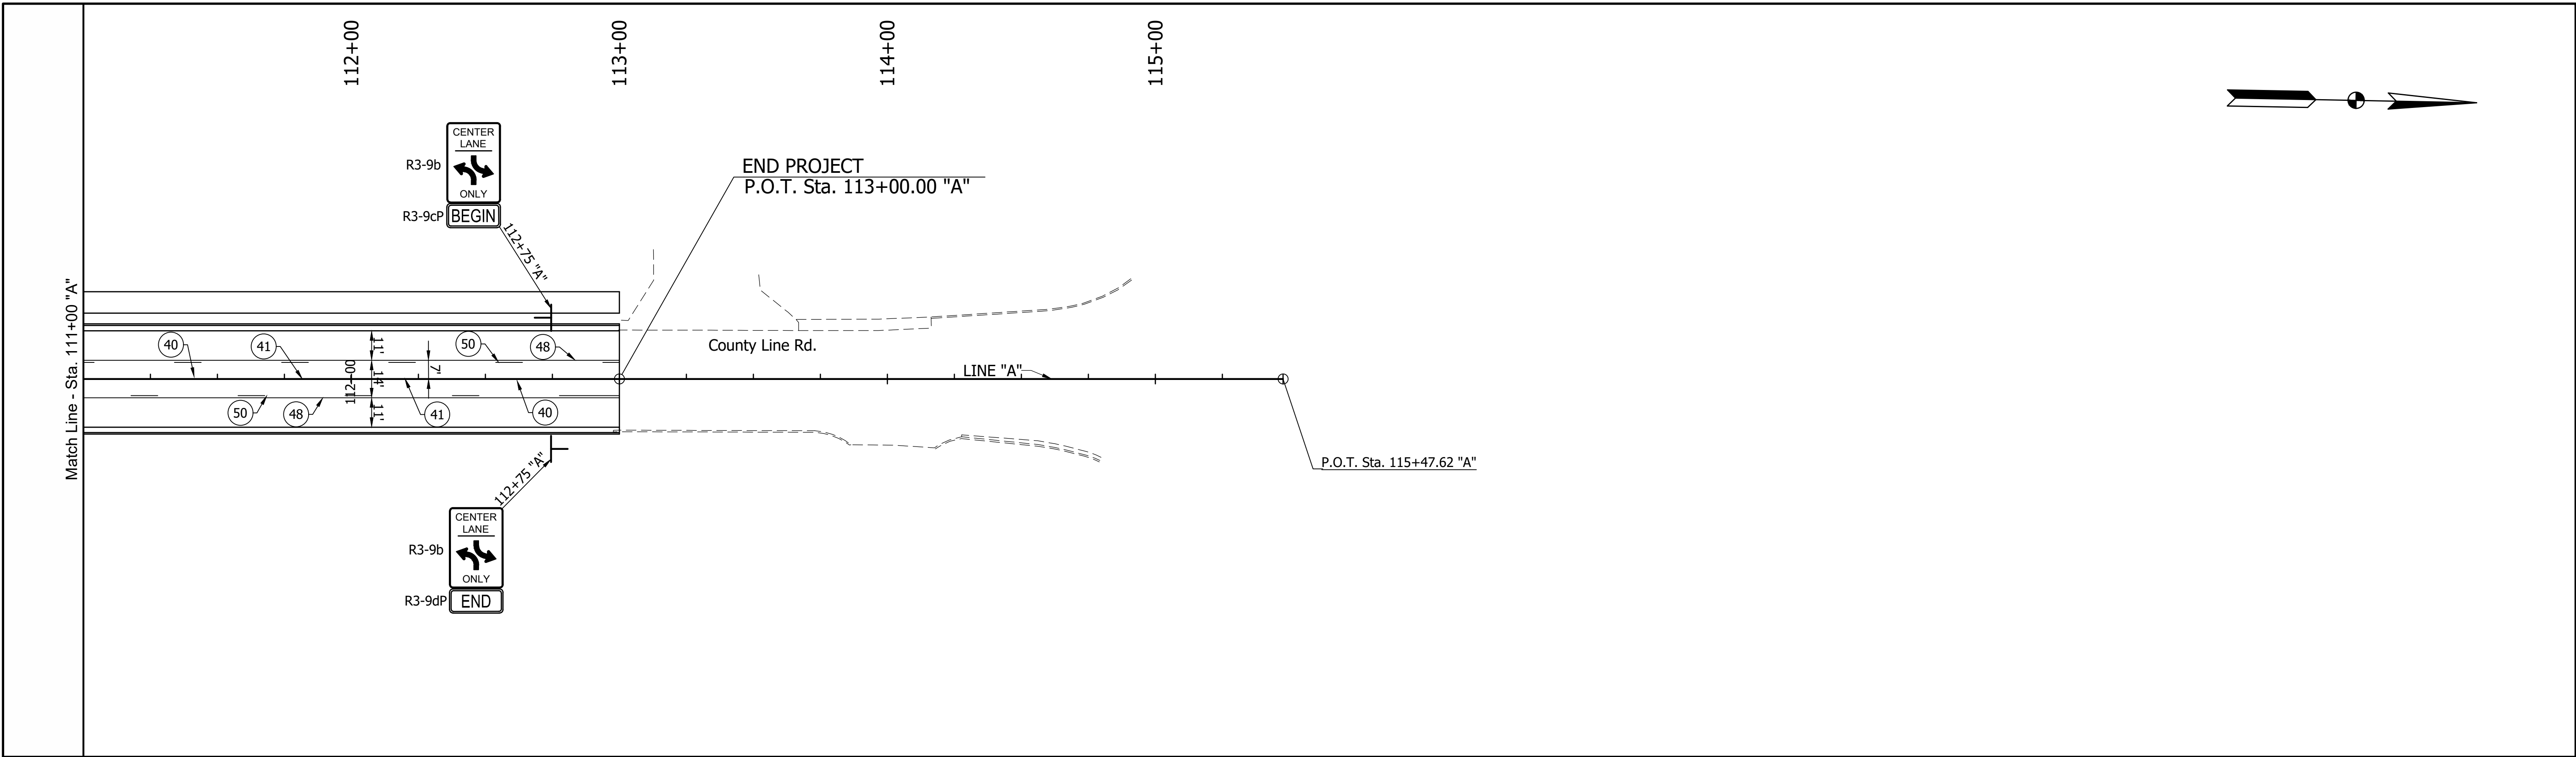 112+00
113+00
114+00
115+00
CENTER
LANE
ONLY
R3-9b
R3-9cP
BEGIN
112+75 "A"
END PROJECT
P.O.T. Sta. 113+00.00 "A"
Match Line - Sta. 111+00 "A"
40
41
11'
50
48
County Line Rd.
112+00
14'
7'
LINE "A"
50
48
11'
41
40
P.O.T. Sta. 115+47.62 "A"
112+75 "A"
CENTER
LANE
ONLY
R3-9b
R3-9dP
END